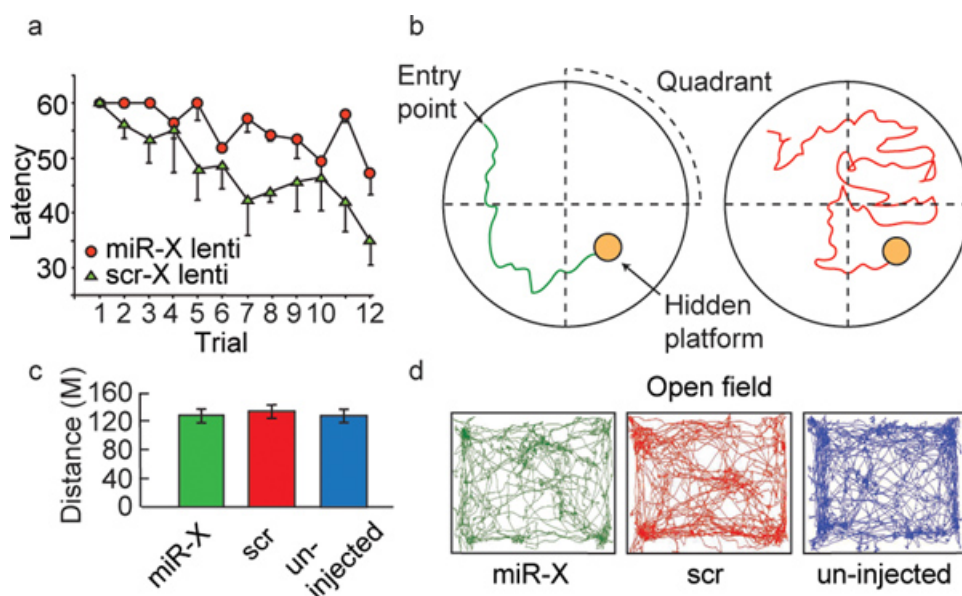 a
60
50
40
30
Latency
miR-X lenti
scr-X lenti
1 2 3 4 5 6 7 8 9 10 12
Trial
b
Entry
point
Quadrant
Hidden
platform
c
Distance (M)
160
120
80
40
0
miR-X
scr
un-
injected
d
Open field
miR-X
scr
un-injected